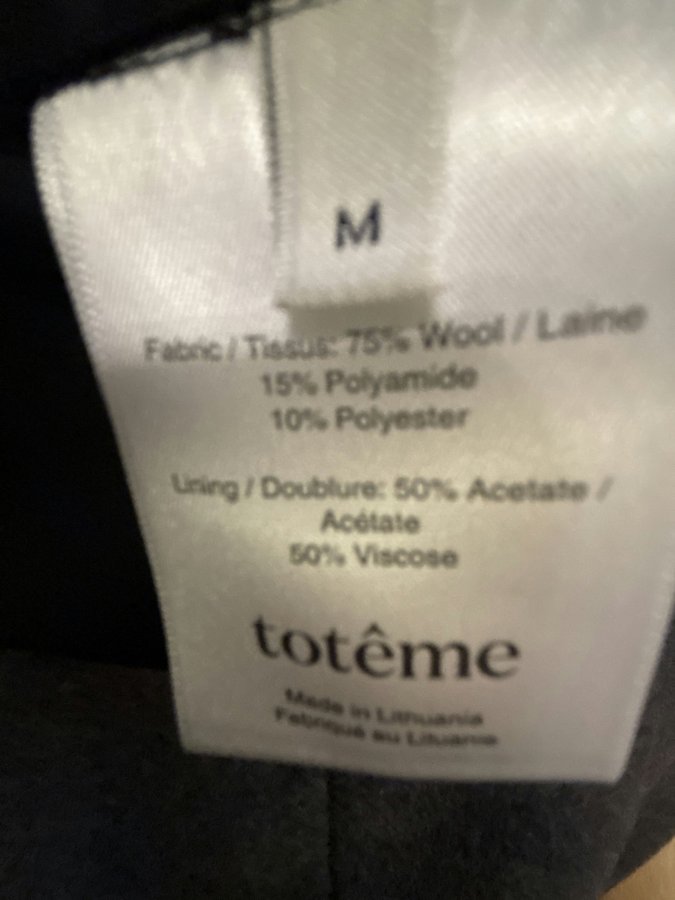 M
Fabric / Tissus: 75% Wool / Laine
15% Polyamide
10% Polyester
Lining / Doublure: 50% Acetate /
Acétate
50% Viscose
totême
Made in Lithuania
Fabriqué au Lituanie